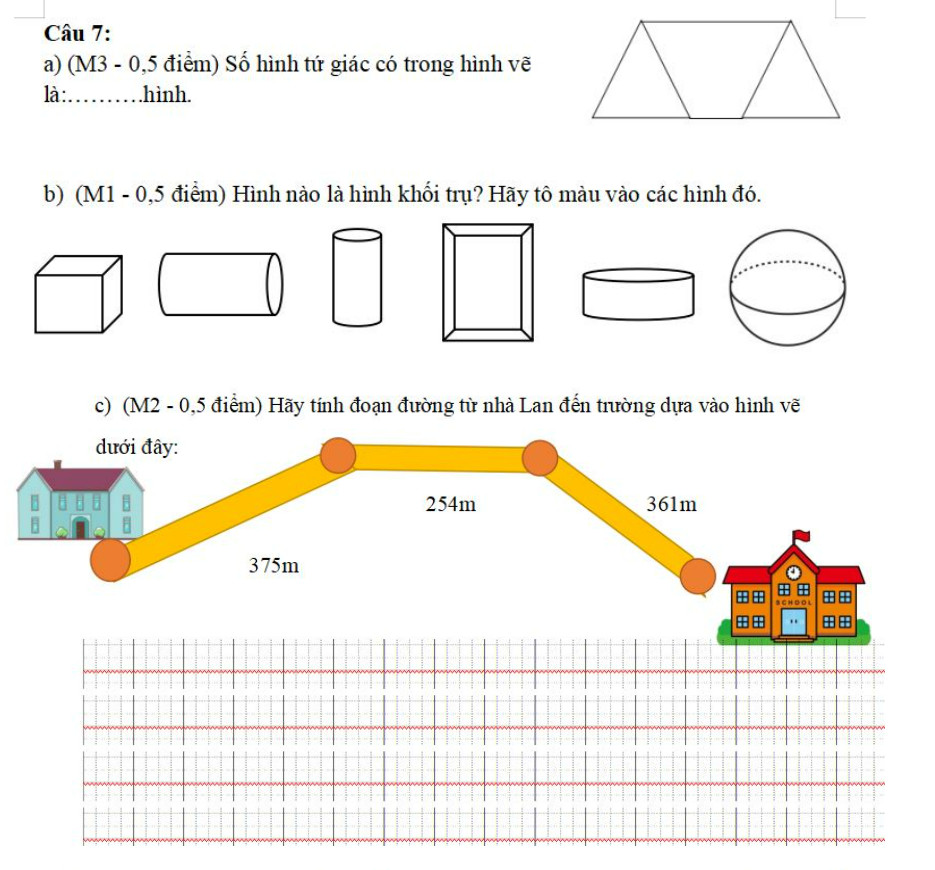 Câu 7:
a) (M3 - 0,5 điểm) Số hình tứ giác có trong hình vẽ
là:..........hình.
b) (M1 - 0,5 điểm) Hình nào là hình khối trụ? Hãy tô màu vào các hình đó.
c) (M2 - 0,5 điểm) Hãy tính đoạn đường từ nhà Lan đến trường dựa vào hình vẽ
dưới đây:
254m
361m
375m
SCHOOL